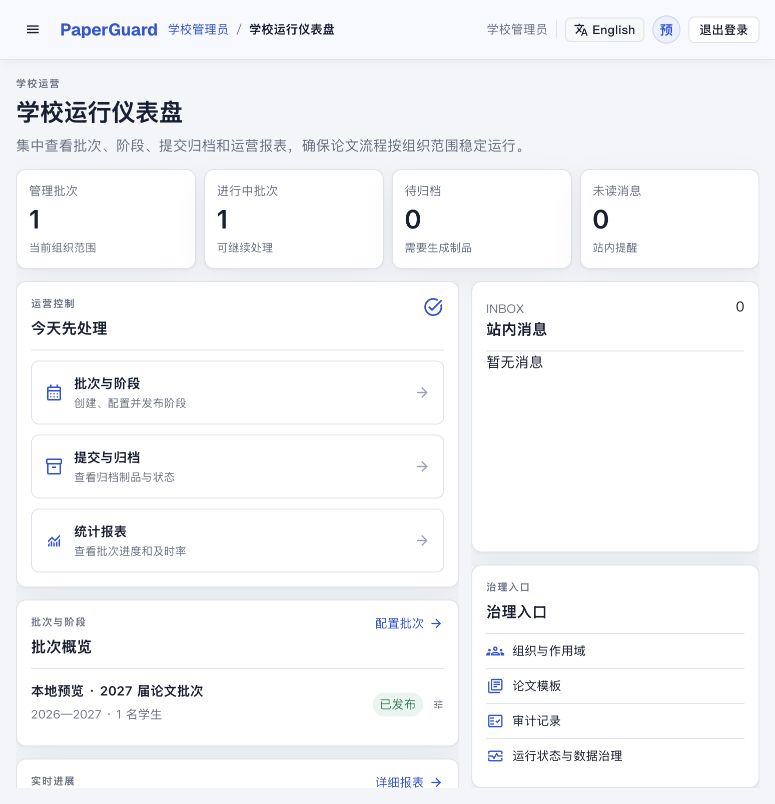 PaperGuard 学校管理员 / 学校运行仪表盘 学校管理员 English 预 退出登录
学校运营
学校运行仪表盘
集中查看批次、阶段、提交归档和运营报表，确保论文流程按组织范围稳定运行。
管理批次
1
当前组织范围
进行中批次
1
可继续处理
待归档
0
需要生成制品
未读消息
0
站内提醒
运营控制
今天先处理
批次与阶段
创建、配置并发布阶段
提交与归档
查看归档制品与状态
统计报表
查看批次进度和及时率
INBOX 0
站内消息
暂无消息
批次与阶段 配置批次
批次概览
本地预览 · 2027 届论文批次
2026—2027 · 1 名学生
已发布
治理入口
治理入口
组织与作用域
论文模板
审计记录
运行状态与数据治理
实时进展 详细报表